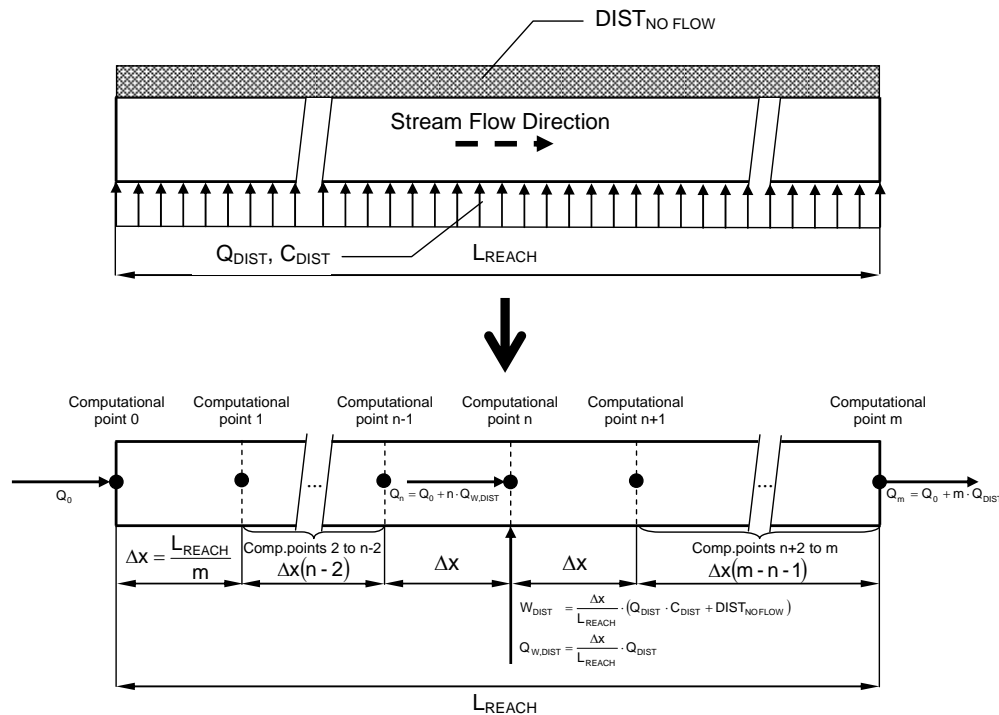 DIST_NO FLOW
Stream Flow Direction
Q_DIST, C_DIST
L_REACH
Computational point 0
Computational point 1
Computational point n-1
Computational point n
Computational point n+1
Computational point m
Q_0
...
Q_n = Q_0 + n · Q_W,DIST
...
Q_m = Q_0 + m · Q_DIST
Δx = L_REACH / m
Comp.points 2 to n-2
Δx(n - 2)
Δx
Δx
Comp.points n+2 to m
Δx(m - n - 1)
W_DIST = Δx / L_REACH · (Q_DIST · C_DIST + DIST_NO FLOW)
Q_W,DIST = Δx / L_REACH · Q_DIST
L_REACH